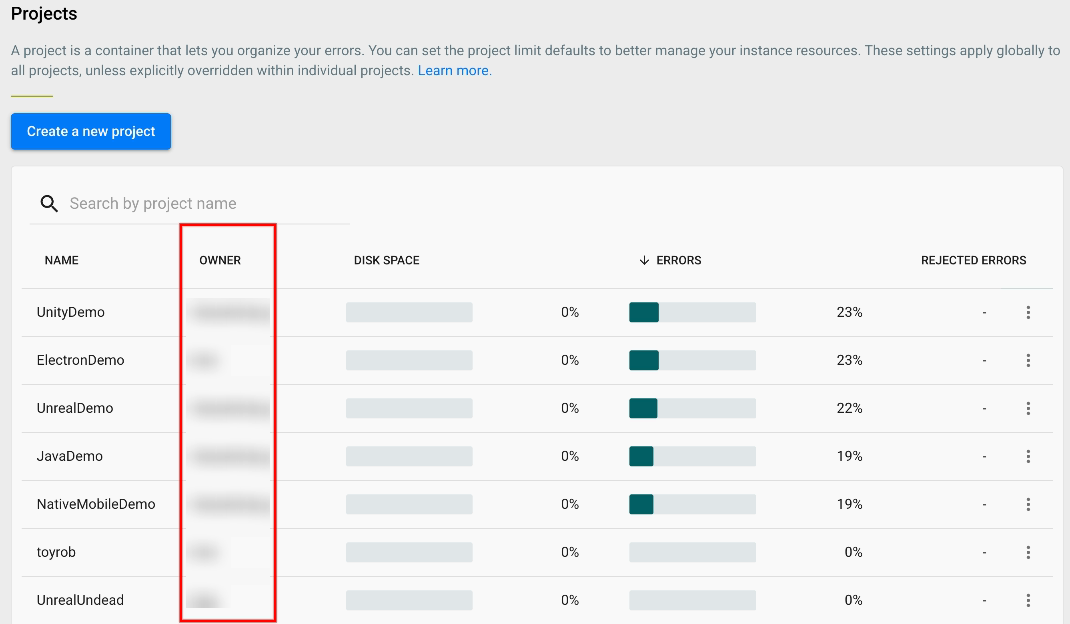 Projects
A project is a container that lets you organize your errors. You can set the project limit defaults to better manage your instance resources. These settings apply globally to
all projects, unless explicitly overridden within individual projects. Learn more.
Create a new project
Search by project name
NAME OWNER DISK SPACE ERRORS REJECTED ERRORS
UnityDemo 0% 23% -
ElectronDemo 0% 23% -
UnrealDemo 0% 22% -
JavaDemo 0% 19% -
NativeMobileDemo 0% 19% -
toyrob 0% 0% -
UnrealUndead 0% 0% -